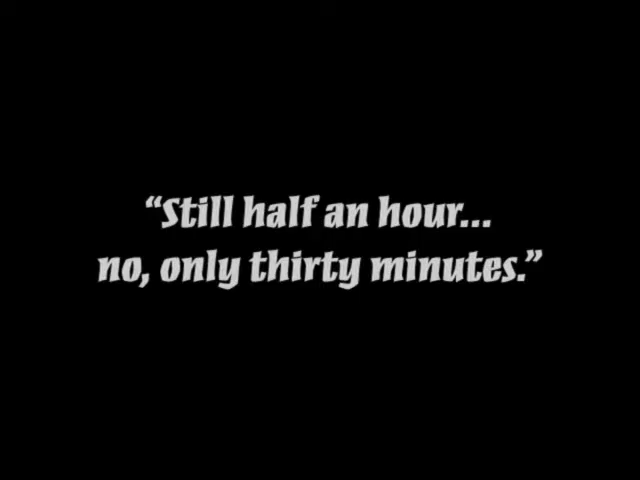 “Still half an hour...
no, only thirty minutes.”